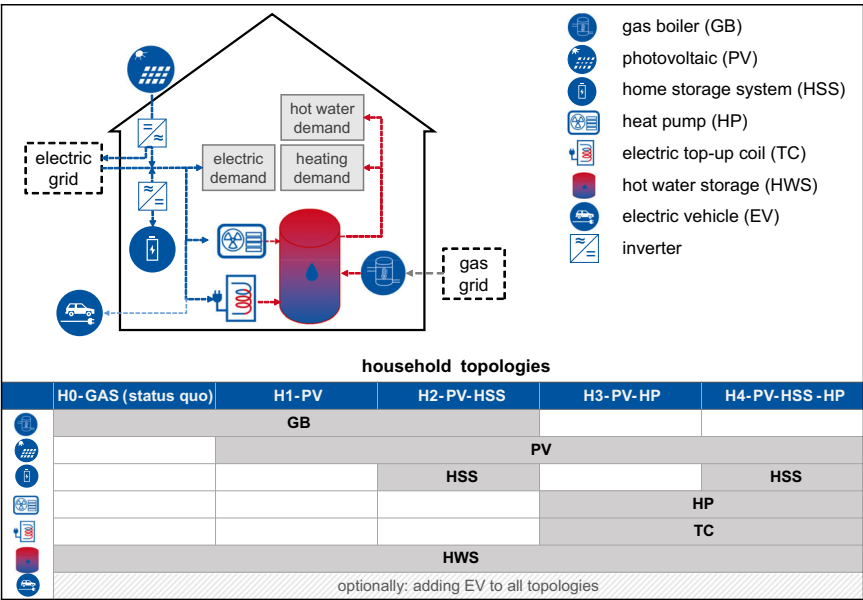 gas boiler (GB)
photovoltaic (PV)
home storage system (HSS)
heat pump (HP)
electric top-up coil (TC)
hot water storage (HWS)
electric vehicle (EV)
inverter
hot water
demand
electric
grid
electric
demand
heating
demand
gas
grid
household topologies
H0-GAS (status quo) H1-PV H2-PV-HSS H3-PV-HP H4-PV-HSS-HP
GB
PV
HSS HSS
HP
TC
HWS
optionally: adding EV to all topologies